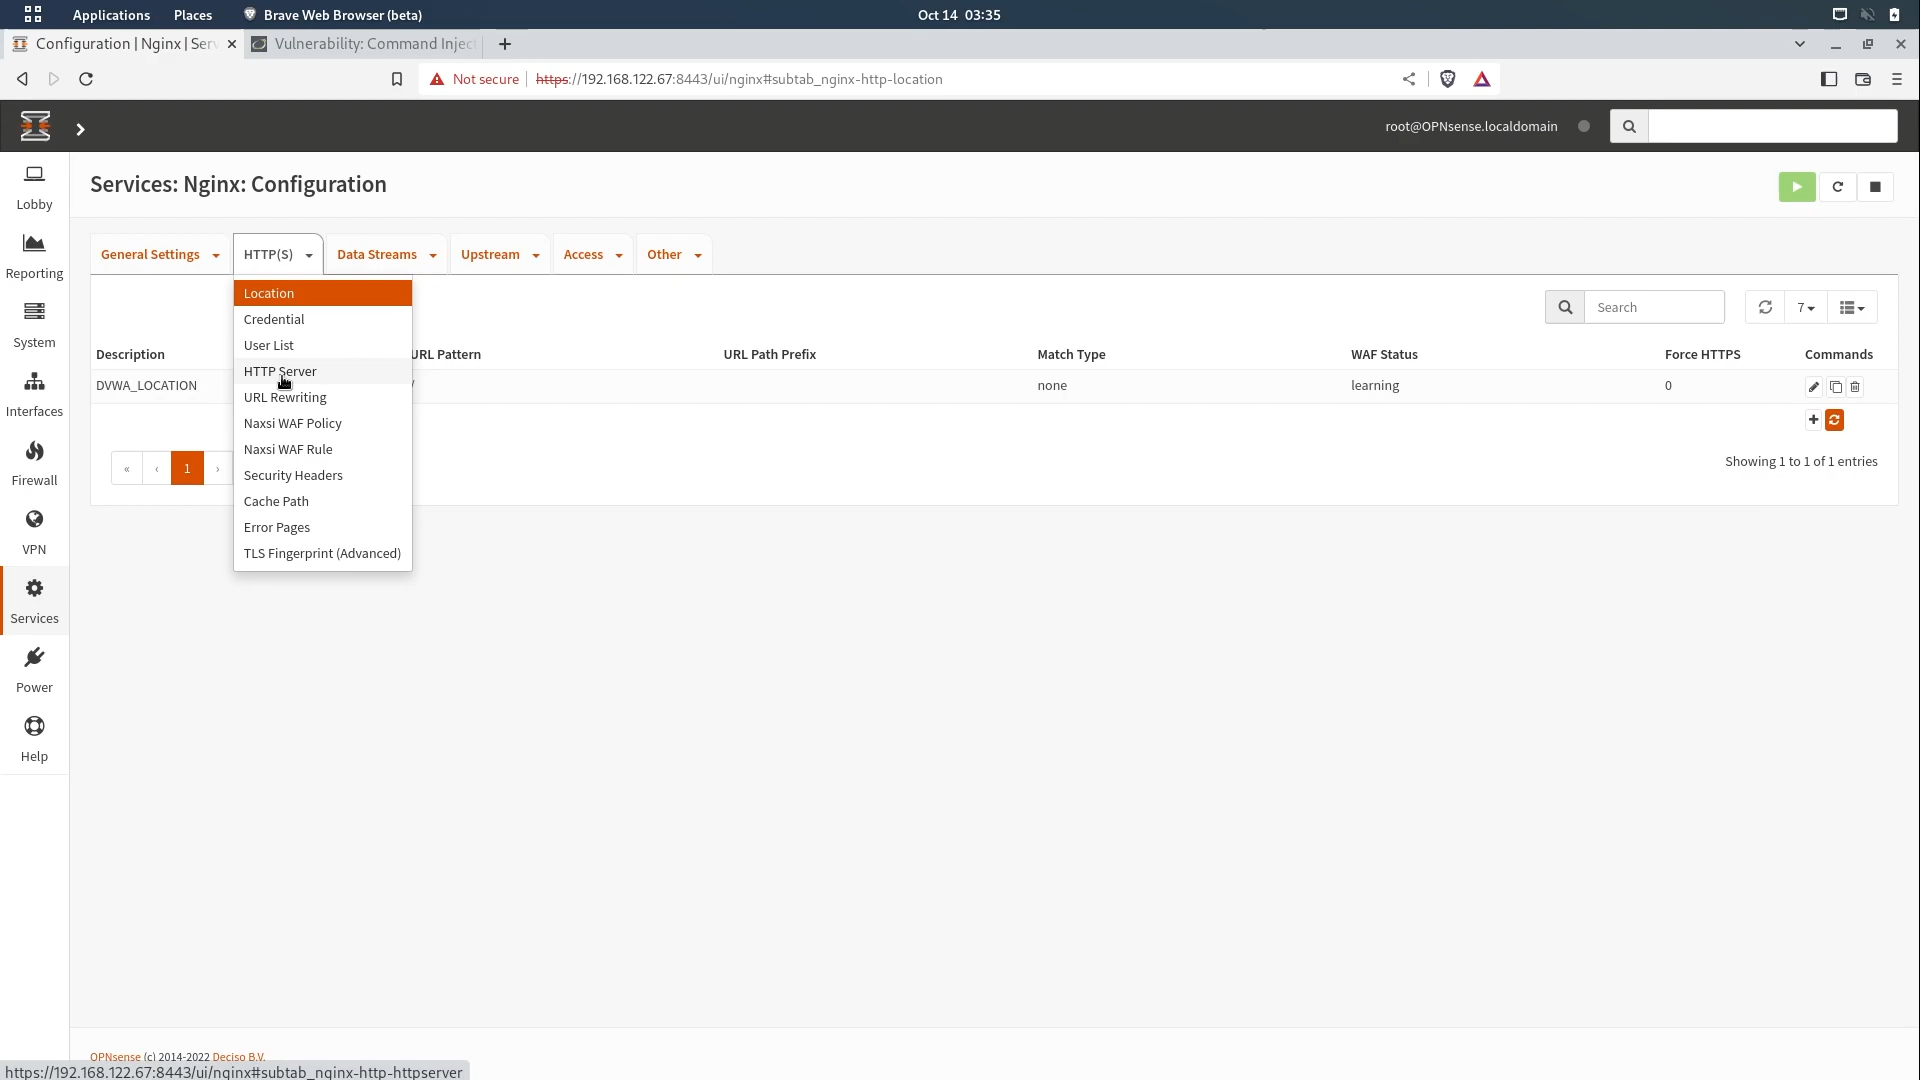 Applications Places Brave Web Browser (beta) Oct 14 03:35
Configuration | Nginx | Serv Vulnerability: Command Inject
Not secure https://192.168.122.67:8443/ui/nginx#subtab_nginx-http-location
root@OPNsense.localdomain
Lobby
Reporting
System
Interfaces
Firewall
VPN
Services
Power
Help
Services: Nginx: Configuration
General Settings HTTP(S) Data Streams Upstream Access Other
Location
Credential
User List
HTTP Server
URL Rewriting
Naxsi WAF Policy
Naxsi WAF Rule
Security Headers
Cache Path
Error Pages
TLS Fingerprint (Advanced)
Search 7
Description URL Pattern URL Path Prefix Match Type WAF Status Force HTTPS Commands
DVWA_LOCATION / none learning 0
« ‹ 1 ›
Showing 1 to 1 of 1 entries
OPNsense (c) 2014-2022 Deciso B.V.
https://192.168.122.67:8443/ui/nginx#subtab_nginx-http-httpserver